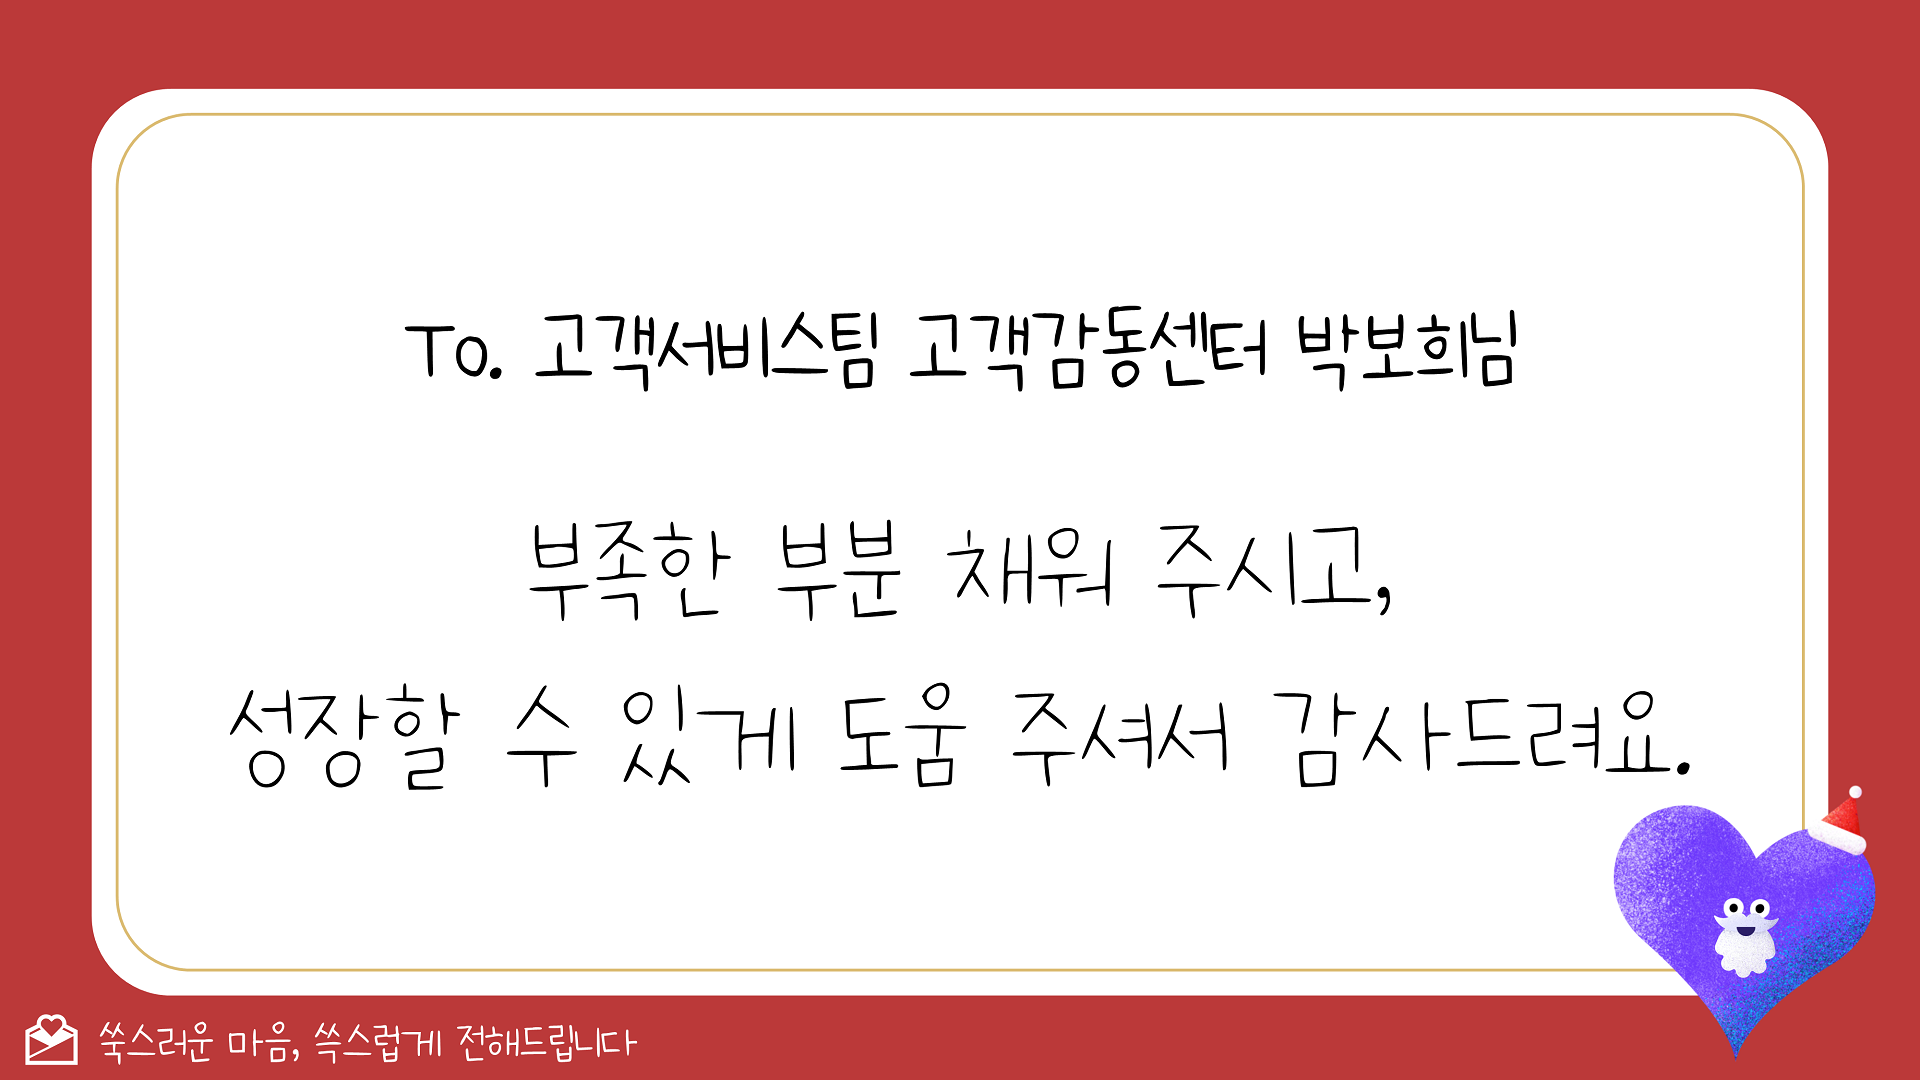 To. 고객서비스팀 고객감동센터 박보희님
부족한 부분 채워 주시고,
성장할 수 있게 도움 주셔서 감사드려요.
쑥스러운 마음, 쓱스럽게 전해드립니다